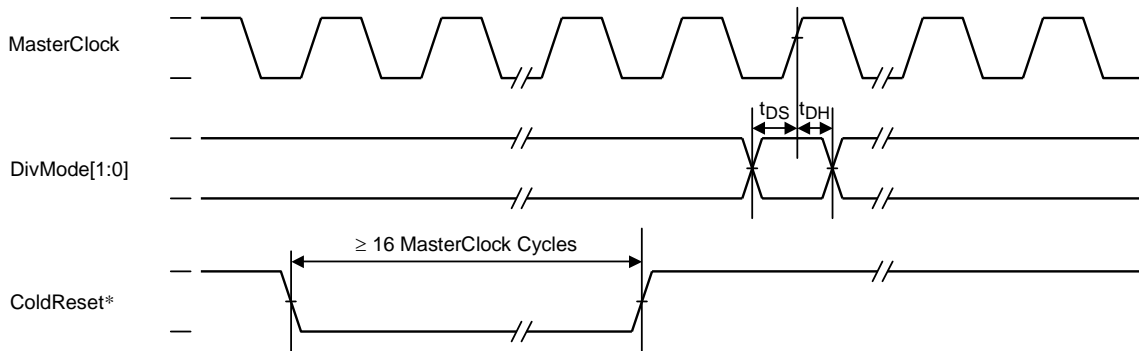 MasterClock
tDS
tDH
DivMode[1:0]
≥ 16 MasterClock Cycles
ColdReset*